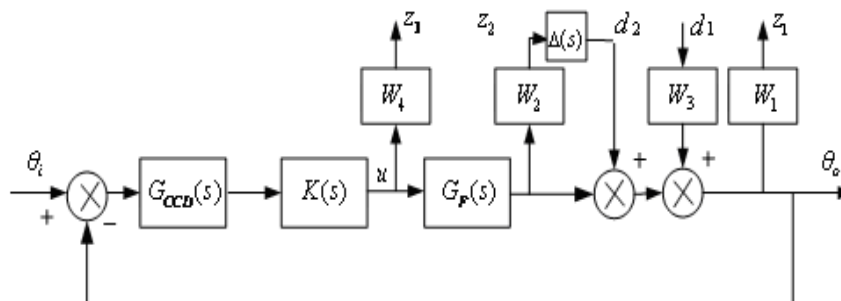 z₃ z₂ Δ(s) d₂ d1 z₁
W₄ W₂ W₃ W₁
θᵢ + − G_CCD(s) K(s) u G_P(s) + + θₒ